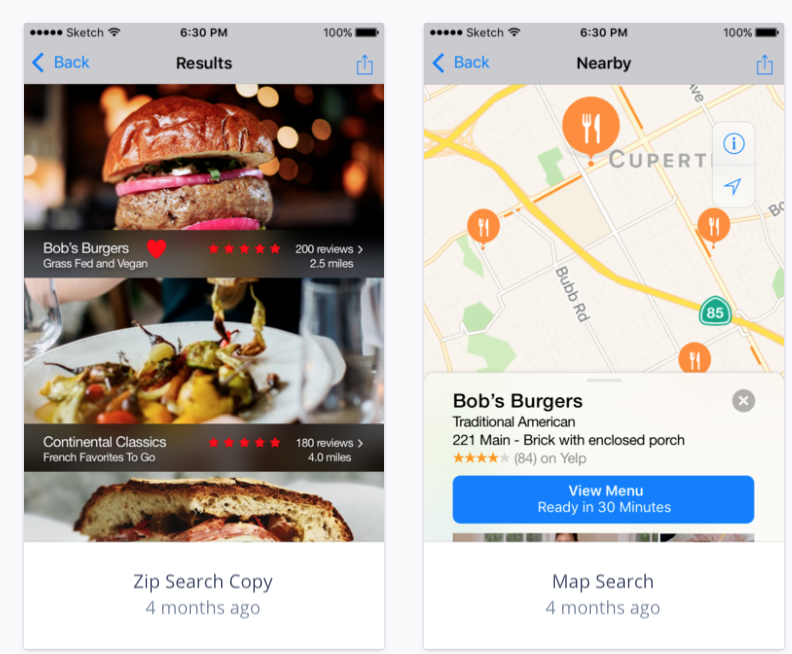 Sketch
6:30 PM
100%
Back
Results
Bob's Burgers
200 reviews
Grass Fed and Vegan
2.5 miles
Continental Classics
180 reviews
French Favorites To Go
4.0 miles
Zip Search Copy
4 months ago
Sketch
6:30 PM
100%
Back
Nearby
Ave
CUPERT
Bo
Bubb Rd
85
Bob's Burgers
Traditional American
221 Main - Brick with enclosed porch
(84) on Yelp
View Menu
Ready in 30 Minutes
Map Search
4 months ago